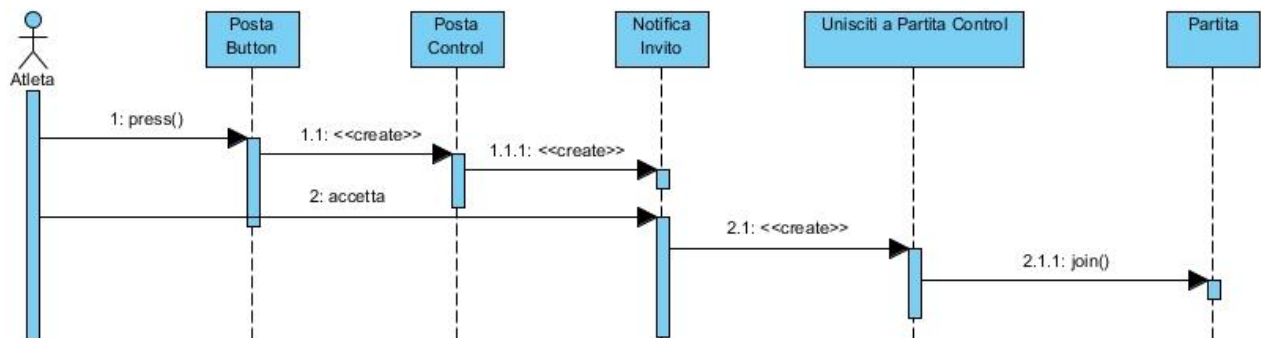 Atleta
Posta
Button
Posta
Control
Notifica
Invito
Unisciti a Partita Control
Partita
1: press()
1.1: <<create>>
1.1.1: <<create>>
2: accetta
2.1: <<create>>
2.1.1: join()